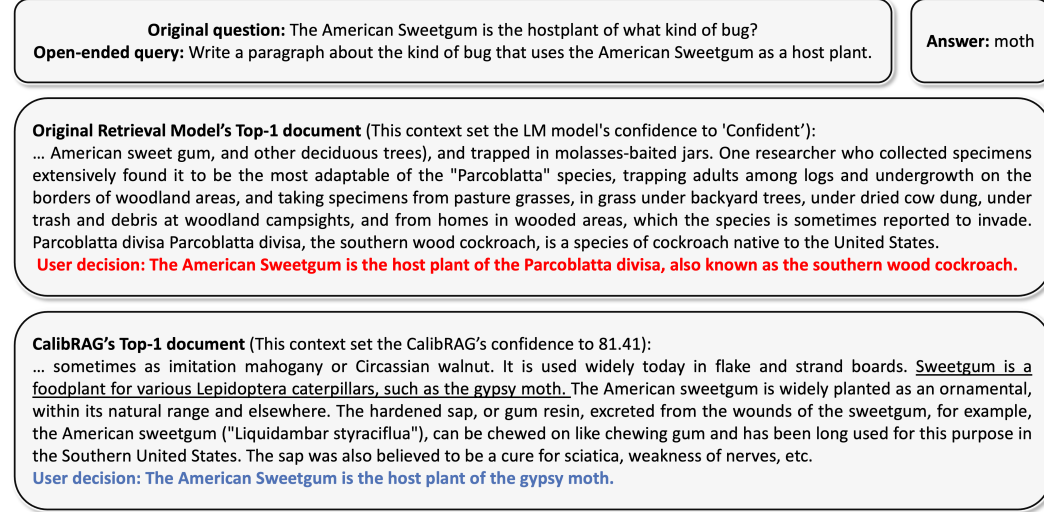 Original question: The American Sweetgum is the hostplant of what kind of bug?
Open-ended query: Write a paragraph about the kind of bug that uses the American Sweetgum as a host plant.
Answer: moth
Original Retrieval Model's Top-1 document (This context set the LM model's confidence to 'Confident'):
... American sweet gum, and other deciduous trees), and trapped in molasses-baited jars. One researcher who collected specimens
extensively found it to be the most adaptable of the "Parcoblatta" species, trapping adults among logs and undergrowth on the
borders of woodland areas, and taking specimens from pasture grasses, in grass under backyard trees, under dried cow dung, under
trash and debris at woodland campsights, and from homes in wooded areas, which the species is sometimes reported to invade.
Parcoblatta divisa Parcoblatta divisa, the southern wood cockroach, is a species of cockroach native to the United States.
User decision: The American Sweetgum is the host plant of the Parcoblatta divisa, also known as the southern wood cockroach.
CalibRAG's Top-1 document (This context set the CalibRAG's confidence to 81.41):
... sometimes as imitation mahogany or Circassian walnut. It is used widely today in flake and strand boards. Sweetgum is a
foodplant for various Lepidoptera caterpillars, such as the gypsy moth. The American sweetgum is widely planted as an ornamental,
within its natural range and elsewhere. The hardened sap, or gum resin, excreted from the wounds of the sweetgum, for example,
the American sweetgum ("Liquidambar styraciflua"), can be chewed on like chewing gum and has been long used for this purpose in
the Southern United States. The sap was also believed to be a cure for sciatica, weakness of nerves, etc.
User decision: The American Sweetgum is the host plant of the gypsy moth.